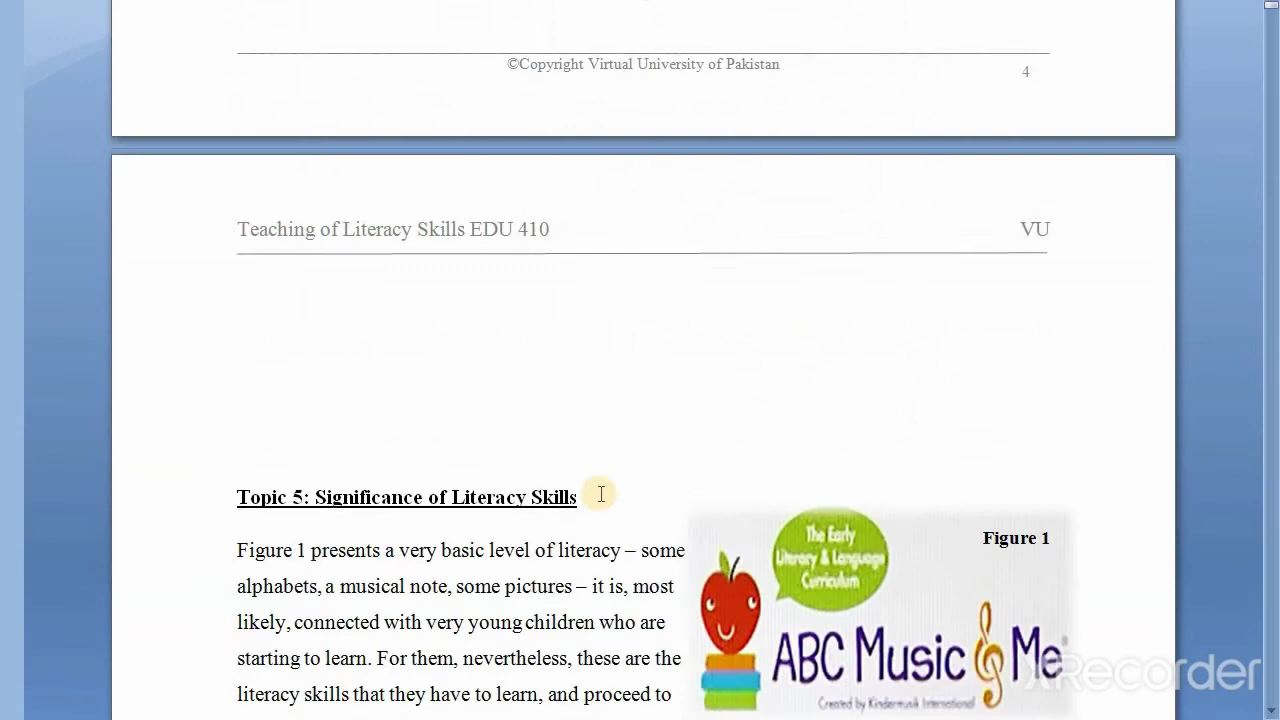 ©Copyright Virtual University of Pakistan
4
Teaching of Literacy Skills EDU 410 VU
Topic 5: Significance of Literacy Skills
Figure 1 presents a very basic level of literacy – some
alphabets, a musical note, some pictures – it is, most
likely, connected with very young children who are
starting to learn. For them, nevertheless, these are the
literacy skills that they have to learn, and proceed to
Figure 1
The Early
Literacy & Language
Curriculum
ABC Music & Me
Created by Kindermusik International
XRecorder